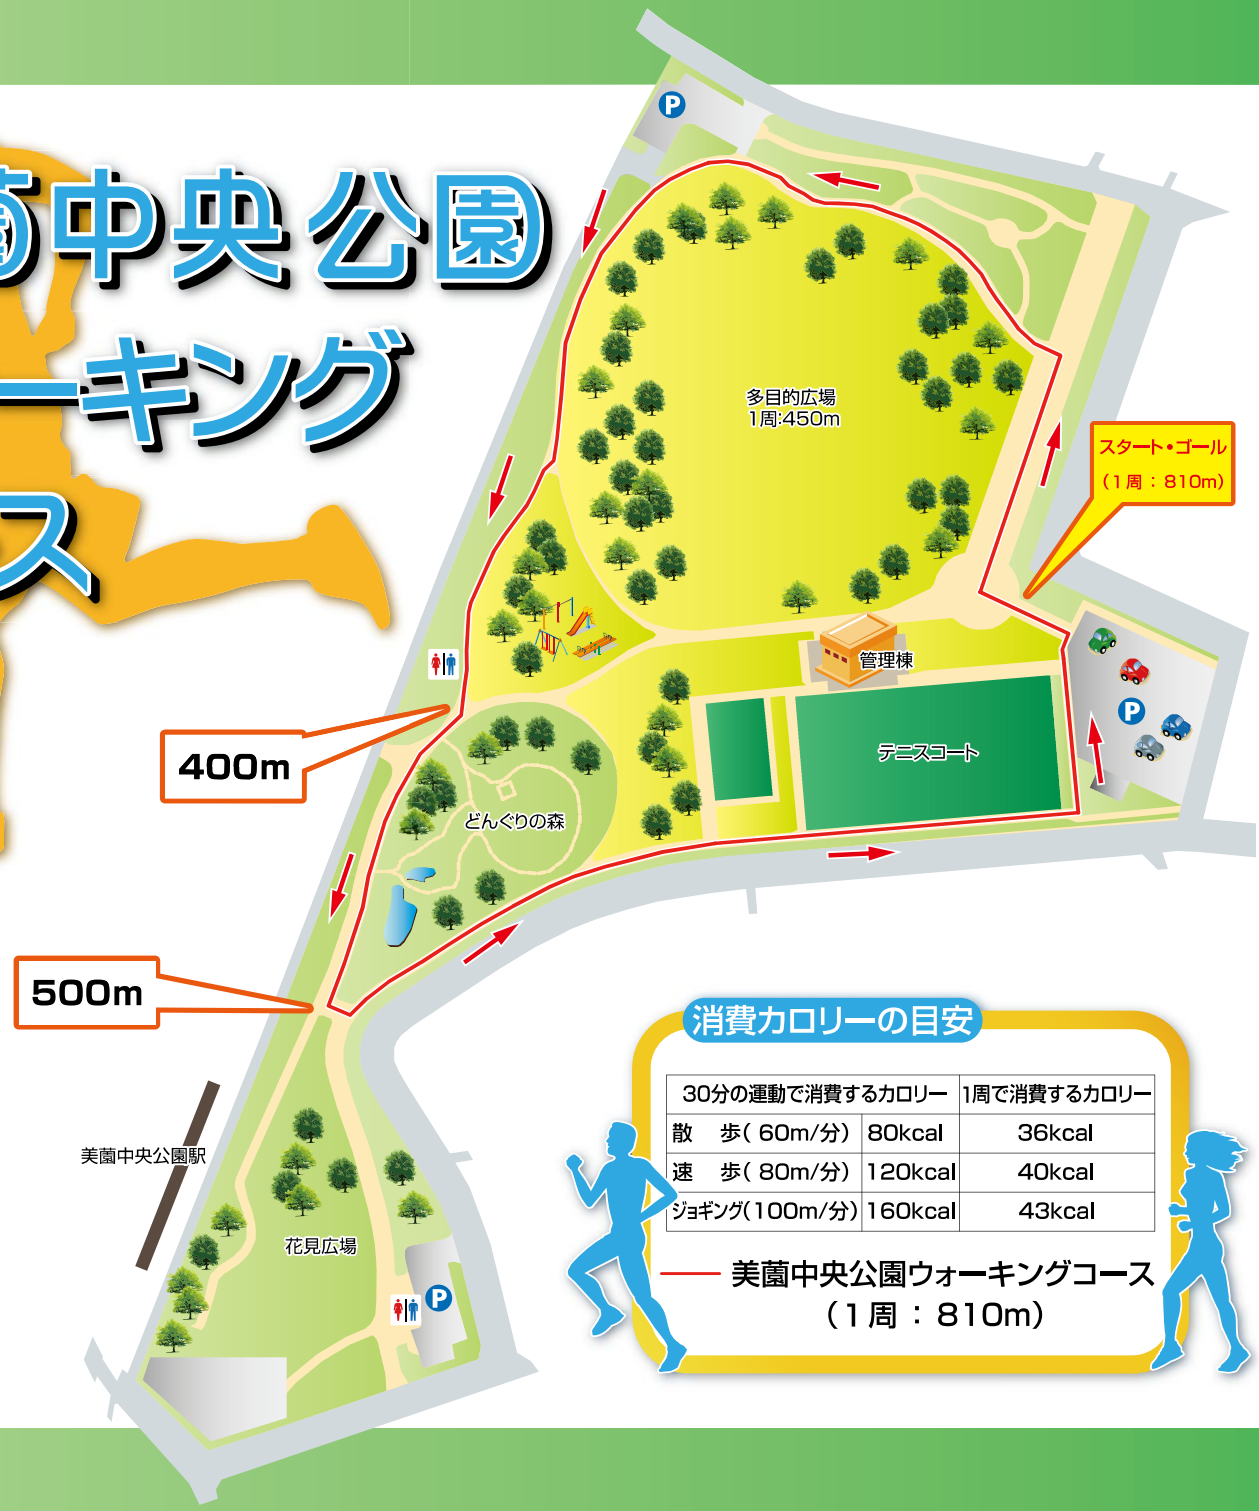 薗中央公園
ーキング
ス
P
多目的広場
1周:450m
スタート・ゴール
(1周：810m)
管理棟
P
テニスコート
400m
どんぐりの森
500m
美薗中央公園駅
花見広場
P
消費カロリーの目安
30分の運動で消費するカロリー 1周で消費するカロリー
散　歩( 60m/分) 80kcal 36kcal
速　歩( 80m/分) 120kcal 40kcal
ジョギング(100m/分) 160kcal 43kcal
美薗中央公園ウォーキングコース
(1周：810m)